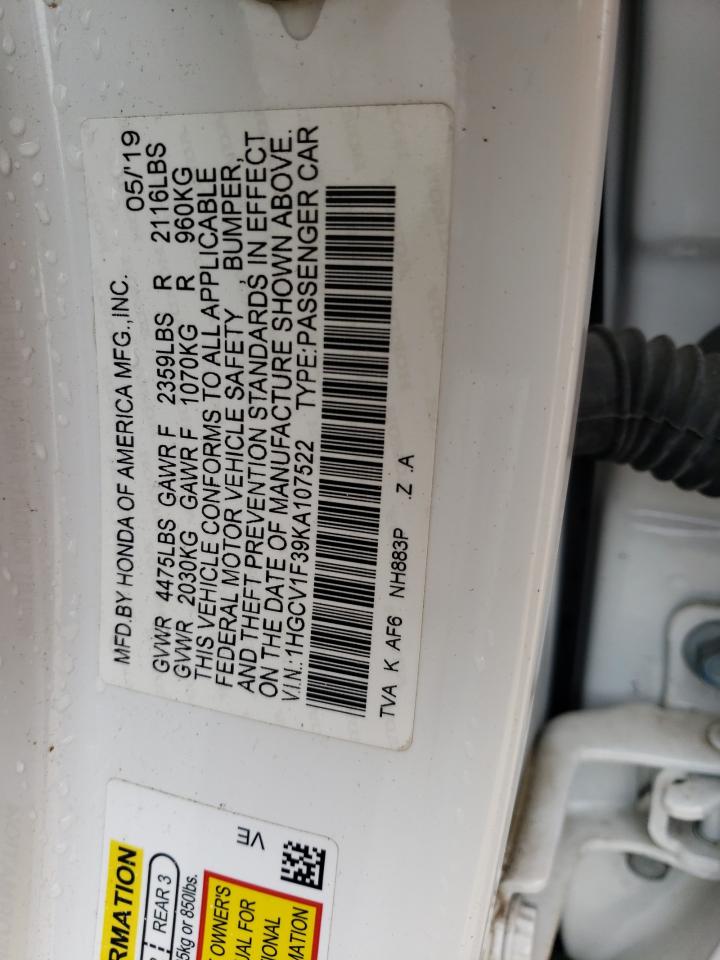 MFD.BY HONDA OF AMERICA MFG.,INC. 05/'19
GVWR 4475LBS GAWR F 2359LBS R 2116LBS
GVWR 2030KG GAWR F 1070KG R 960KG
THIS VEHICLE CONFORMS TO ALL APPLICABLE
FEDERAL MOTOR VEHICLE SAFETY BUMPER,
AND THEFT PREVENTION STANDARDS, IN EFFECT
ON THE DATE OF MANUFACTURE SHOWN ABOVE.
V.I.N.:1HGCV1F39KA107522 TYPE:PASSENGER CAR
TVA K AF6 NH883P .Z .A
RMATION
REAR 3
5kg or 850lbs.
OWNER'S
UAL FOR
TIONAL
MATION
VE